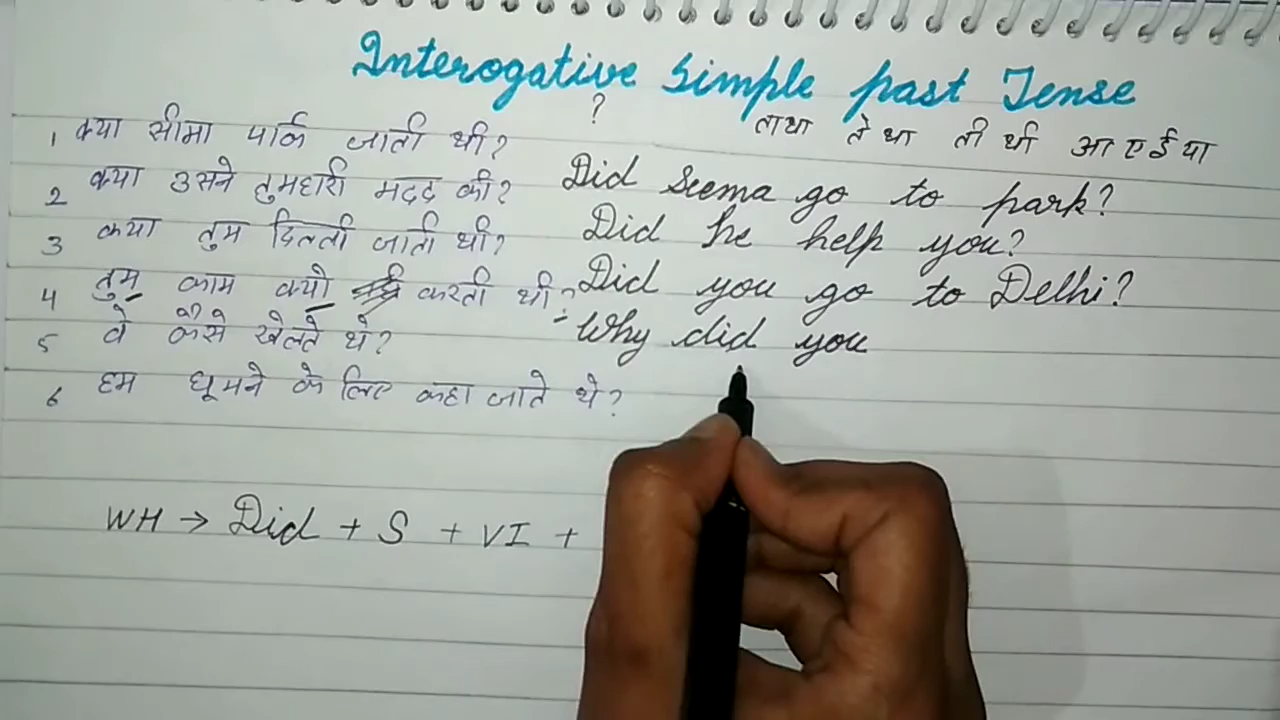 Interogative Simple past Tense
?
ता था ते था ती थी आ ए ई या
1 क्या सीमा पार्क जाती थी?
Did Seema go to park?
2 क्या उसने तुमहारी मदद की?
Did he help you?
3 क्या तुम दिल्ली जाती थी?
Did you go to Delhi?
4 तुम काम क्यो करती थी?
Why did you
5 वे कैसे खेलते थे?
6 हम घूमने के लिए कहा जाते थे?
WH → Did + S + VI +